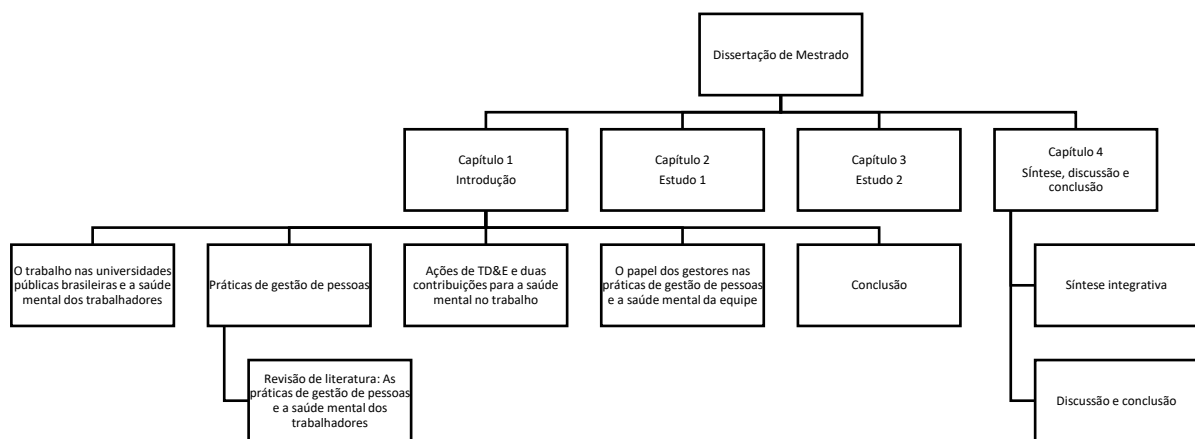 Dissertação de Mestrado
Capítulo 1
Introdução
Capítulo 2
Estudo 1
Capítulo 3
Estudo 2
Capítulo 4
Síntese, discussão e
conclusão
O trabalho nas universidades
públicas brasileiras e a saúde
mental dos trabalhadores
Práticas de gestão de pessoas
Ações de TD&E e duas
contribuições para a saúde
mental no trabalho
O papel dos gestores nas
práticas de gestão de pessoas
e a saúde mental da equipe
Conclusão
Síntese integrativa
Revisão de literatura: As
práticas de gestão de pessoas
e a saúde mental dos
trabalhadores
Discussão e conclusão